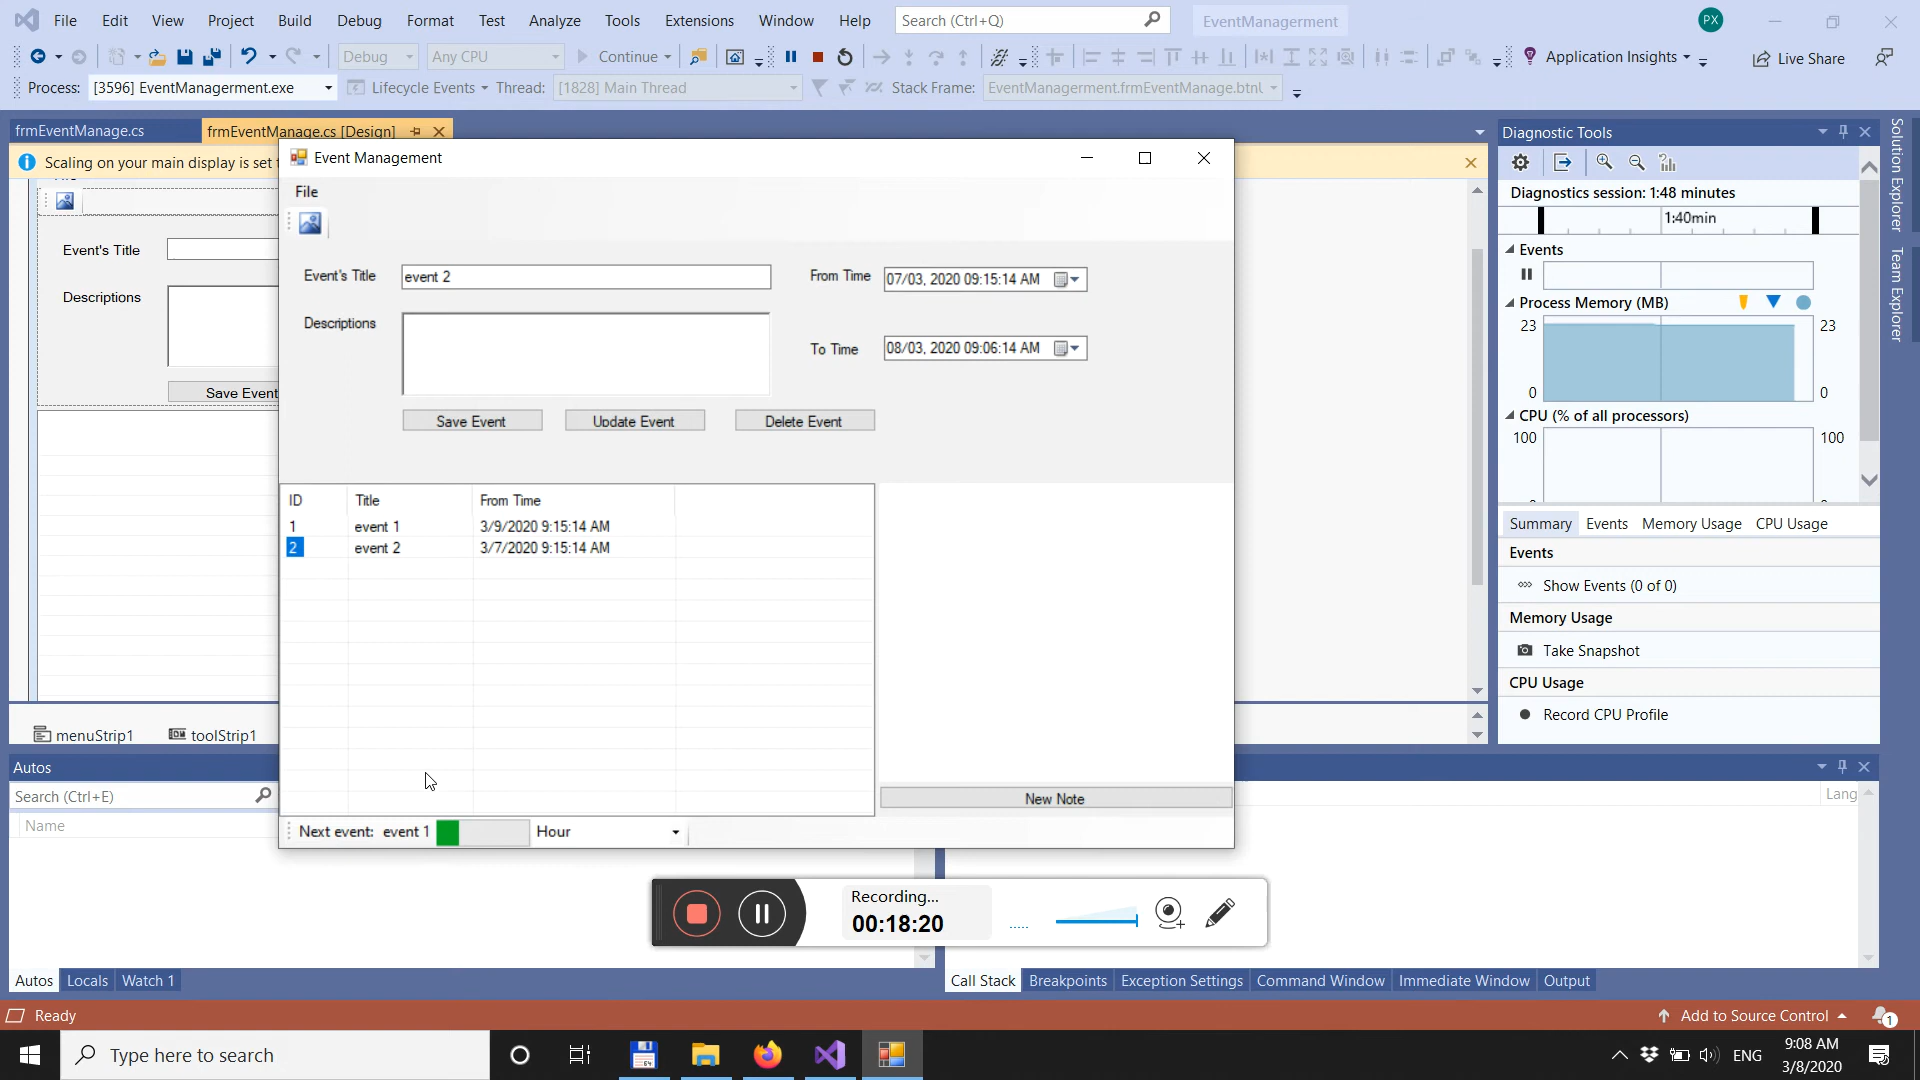 File Edit View Project Build Debug Format Test Analyze Tools Extensions Window Help Search (Ctrl+Q) EventManagerment PX
Debug Any CPU Continue Application Insights Live Share
Process: [3596] EventManagerment.exe Lifecycle Events Thread: [1828] Main Thread Stack Frame: EventManagerment.frmEventManage.btnl
frmEventManage.cs frmEventManage.cs [Design]
Scaling on your main display is set
Event's Title
Descriptions
Save Event
menuStrip1 toolStrip1
Event Management
File
Event's Title event 2 From Time 07/03, 2020 09:15:14 AM
Descriptions
To Time 08/03, 2020 09:06:14 AM
Save Event Update Event Delete Event
ID Title From Time
1 event 1 3/9/2020 9:15:14 AM
2 event 2 3/7/2020 9:15:14 AM
New Note
Next event: event 1 Hour
Diagnostic Tools
Diagnostics session: 1:48 minutes
1:40min
Events
Process Memory (MB)
23 23
0 0
CPU (% of all processors)
100 100
Summary Events Memory Usage CPU Usage
Events
Show Events (0 of 0)
Memory Usage
Take Snapshot
CPU Usage
Record CPU Profile
Solution Explorer
Team Explorer
Autos
Search (Ctrl+E)
Name
Lang
Recording...
00:18:20
Autos Locals Watch 1
Call Stack Breakpoints Exception Settings Command Window Immediate Window Output
Ready
Add to Source Control
1
Type here to search
64
ENG
9:08 AM
3/8/2020